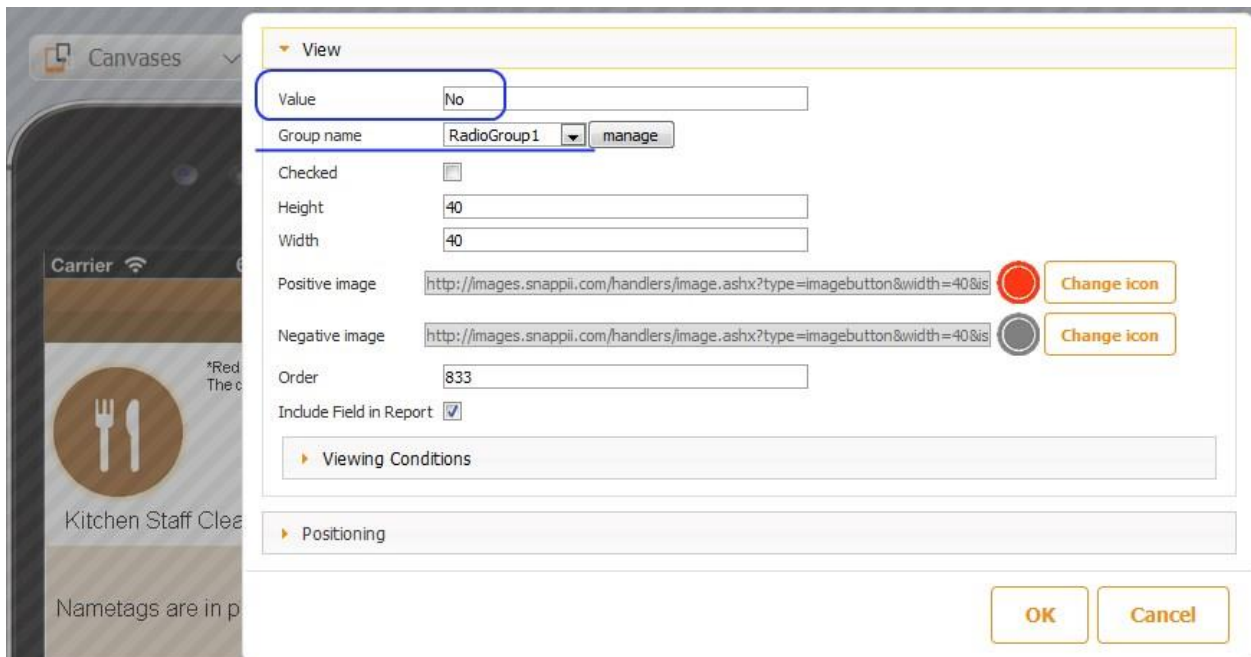 Canvases
View
Value No
Group name RadioGroup1 manage
Checked
Height 40
Width 40
Carrier
Positive image http://images.snappii.com/handlers/image.ashx?type=imagebutton&width=40&is Change icon
Negative image http://images.snappii.com/handlers/image.ashx?type=imagebutton&width=40&is Change icon
*Red
The c
Order 833
Include Field in Report
Viewing Conditions
Kitchen Staff Clea
Positioning
Nametags are in p
OK Cancel